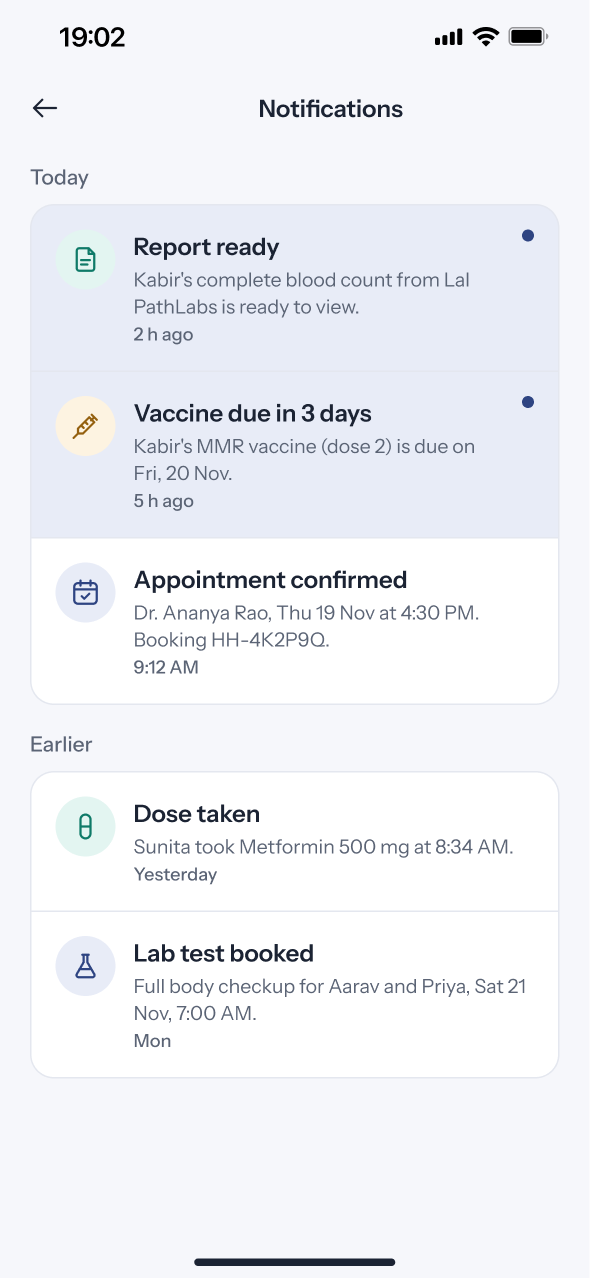 19:02
Notifications
Today
Report ready
Kabir's complete blood count from Lal
PathLabs is ready to view.
2 h ago
Vaccine due in 3 days
Kabir's MMR vaccine (dose 2) is due on
Fri, 20 Nov.
5 h ago
Appointment confirmed
Dr. Ananya Rao, Thu 19 Nov at 4:30 PM.
Booking HH-4K2P9Q.
9:12 AM
Earlier
Dose taken
Sunita took Metformin 500 mg at 8:34 AM.
Yesterday
Lab test booked
Full body checkup for Aarav and Priya, Sat 21
Nov, 7:00 AM.
Mon